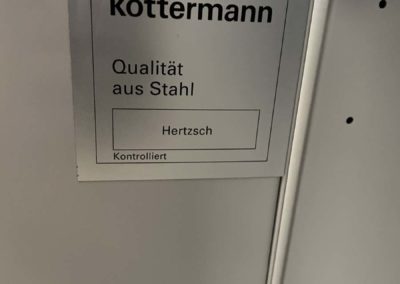 köttermann
Qualität
aus Stahl
Hertzsch
Kontrolliert